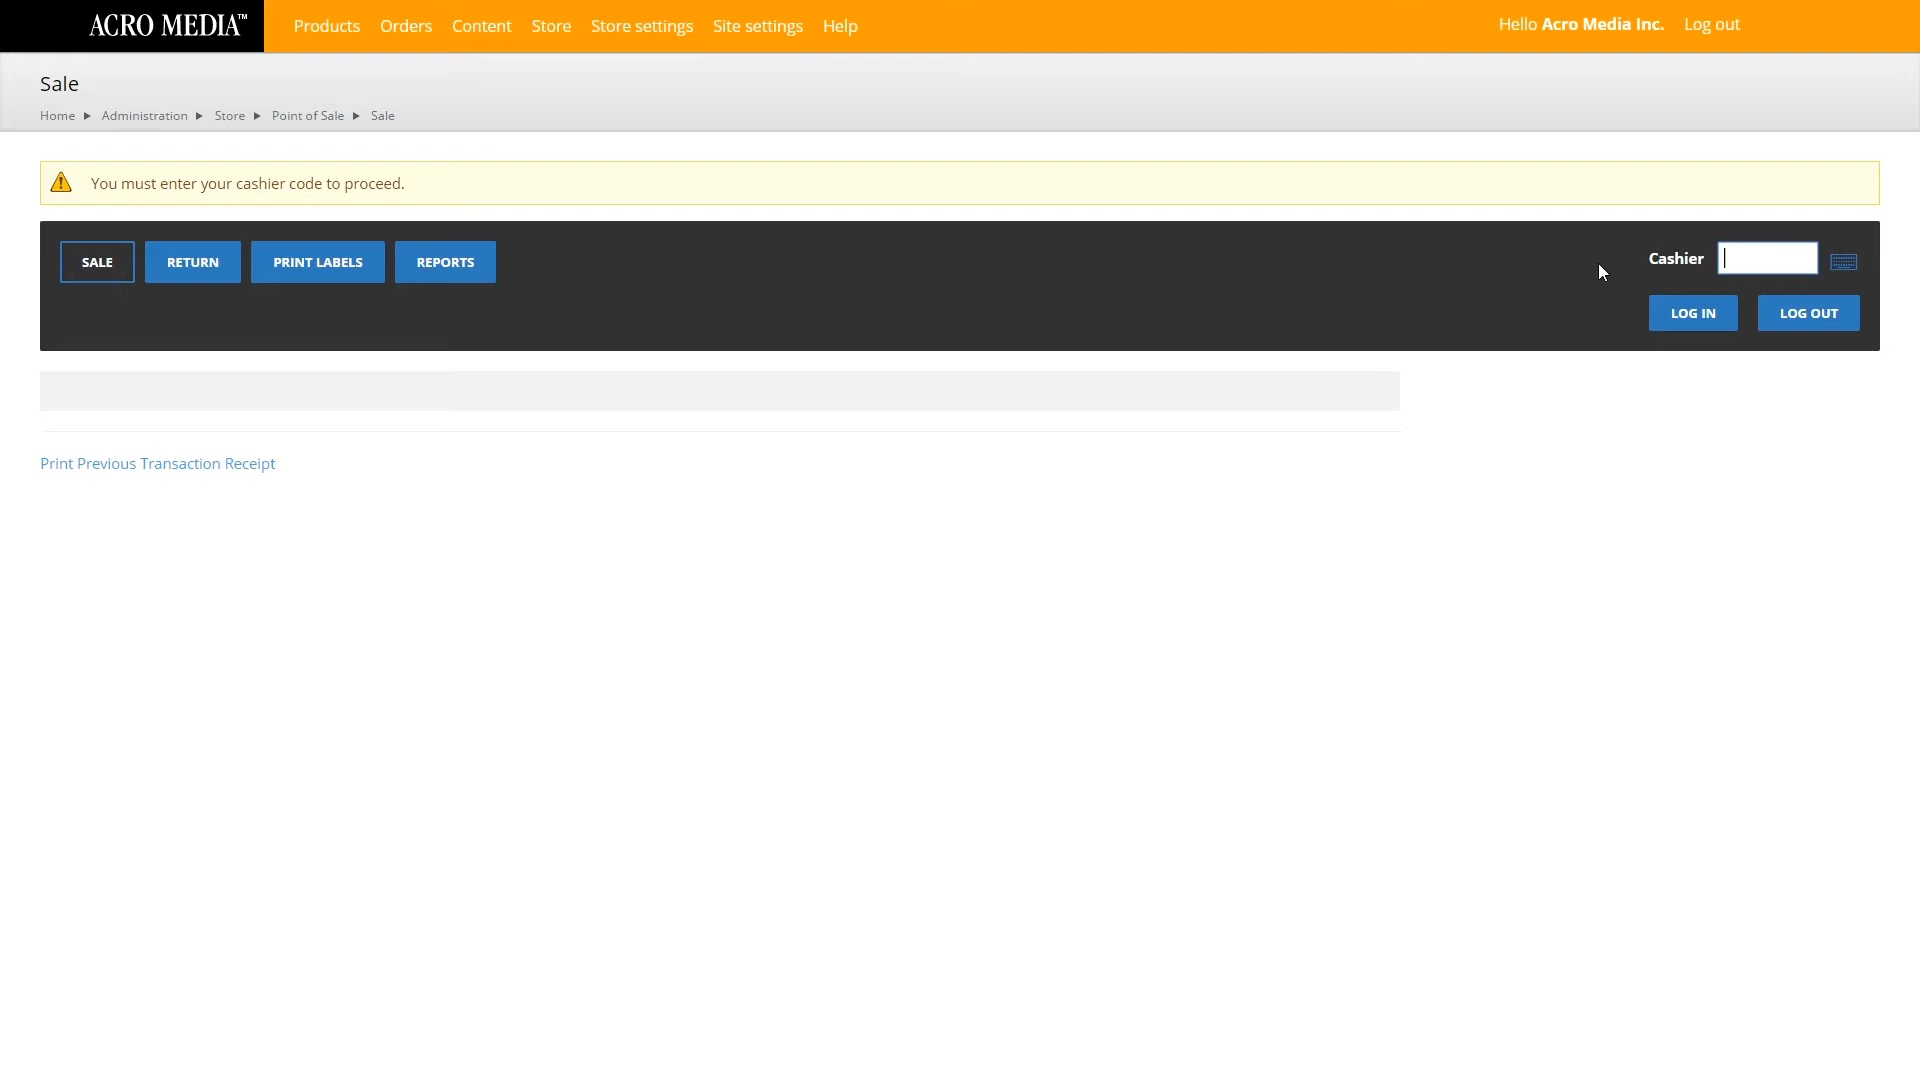 ACRO MEDIA™ Products Orders Content Store Store settings Site settings Help Hello Acro Media Inc. Log out
Sale
Home ▶ Administration ▶ Store ▶ Point of Sale ▶ Sale
You must enter your cashier code to proceed.
SALE RETURN PRINT LABELS REPORTS Cashier
LOG IN LOG OUT
Print Previous Transaction Receipt